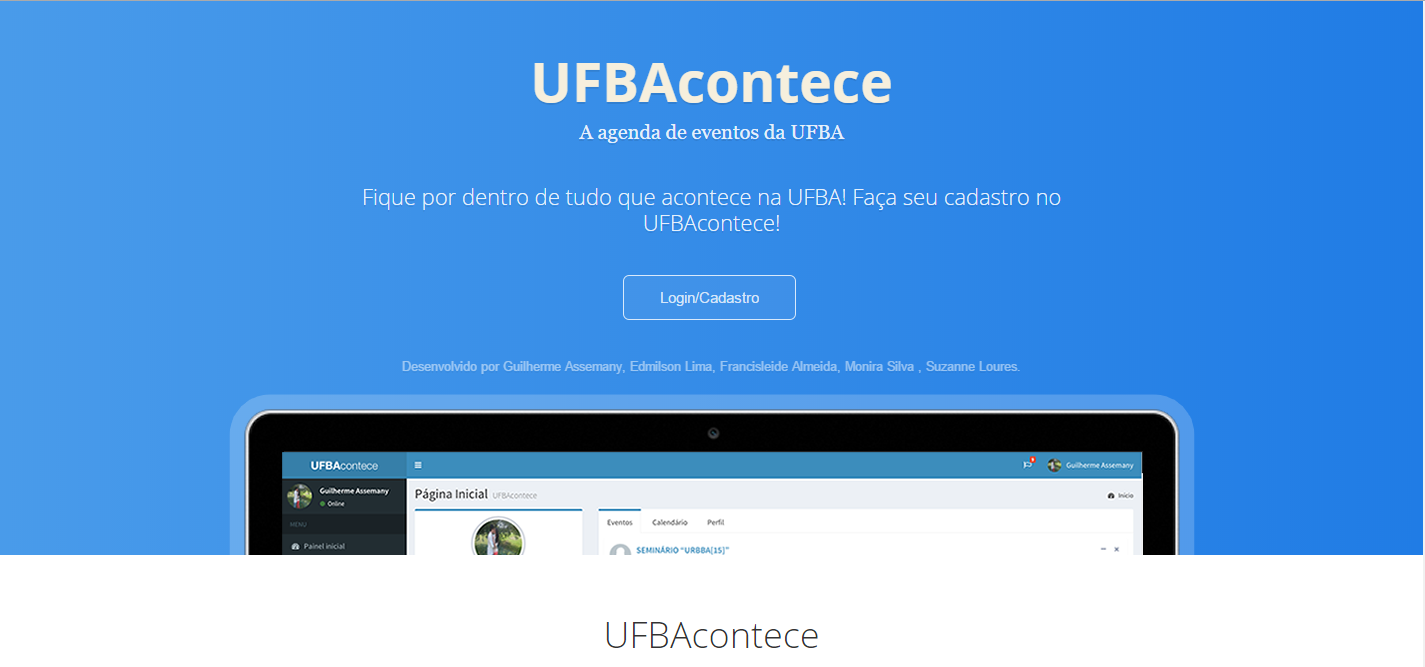 UFBAcontece
A agenda de eventos da UFBA
Fique por dentro de tudo que acontece na UFBA! Faça seu cadastro no
UFBAcontece!
Login/Cadastro
Desenvolvido por Guilherme Assemany, Edmilson Lima, Francisleide Almeida, Monira Silva , Suzanne Loures.
UFBAcontece
Guilherme Assemany
Guilherme Assemany
Online
Página Inicial UFBAcontece
Início
MENU
Eventos Calendário Perfil
Painel inicial
SEMINÁRIO "URBBA[15]"
UFBAcontece